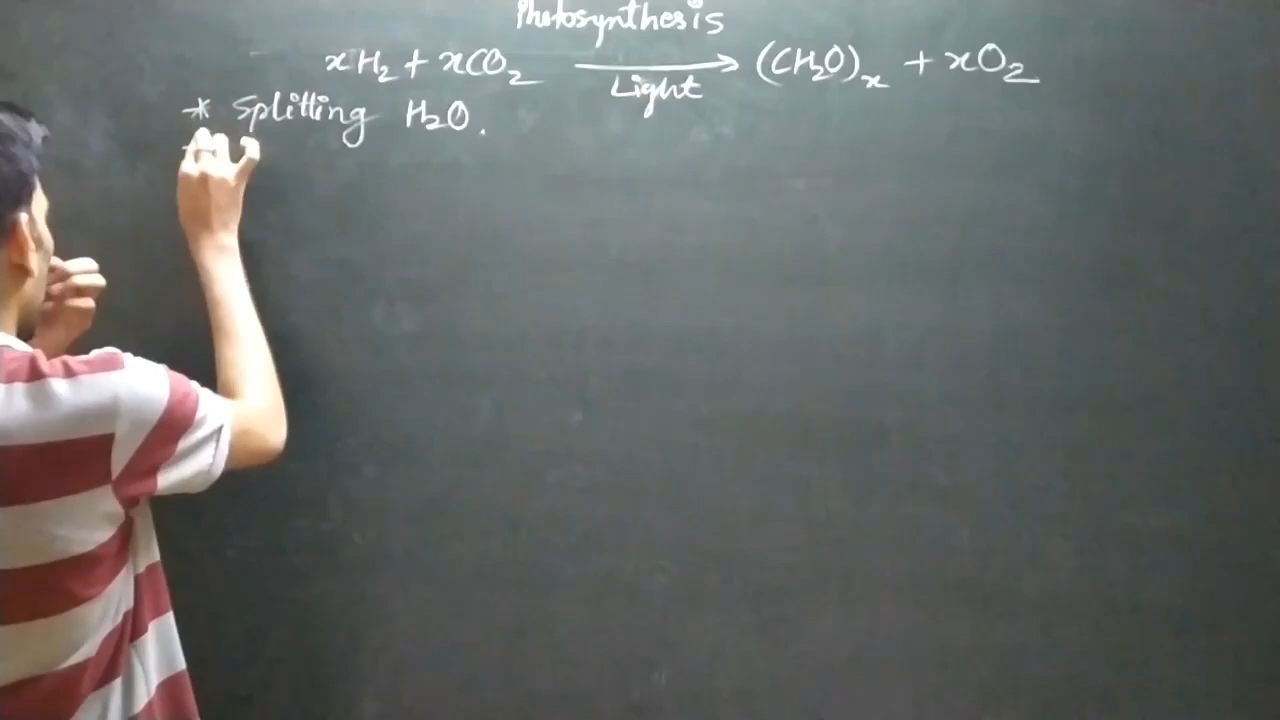 Photosynthesis
xH₂ + xCO₂ ⟶ (CH₂O)ₓ + xO₂
Light
* Splitting H₂O.